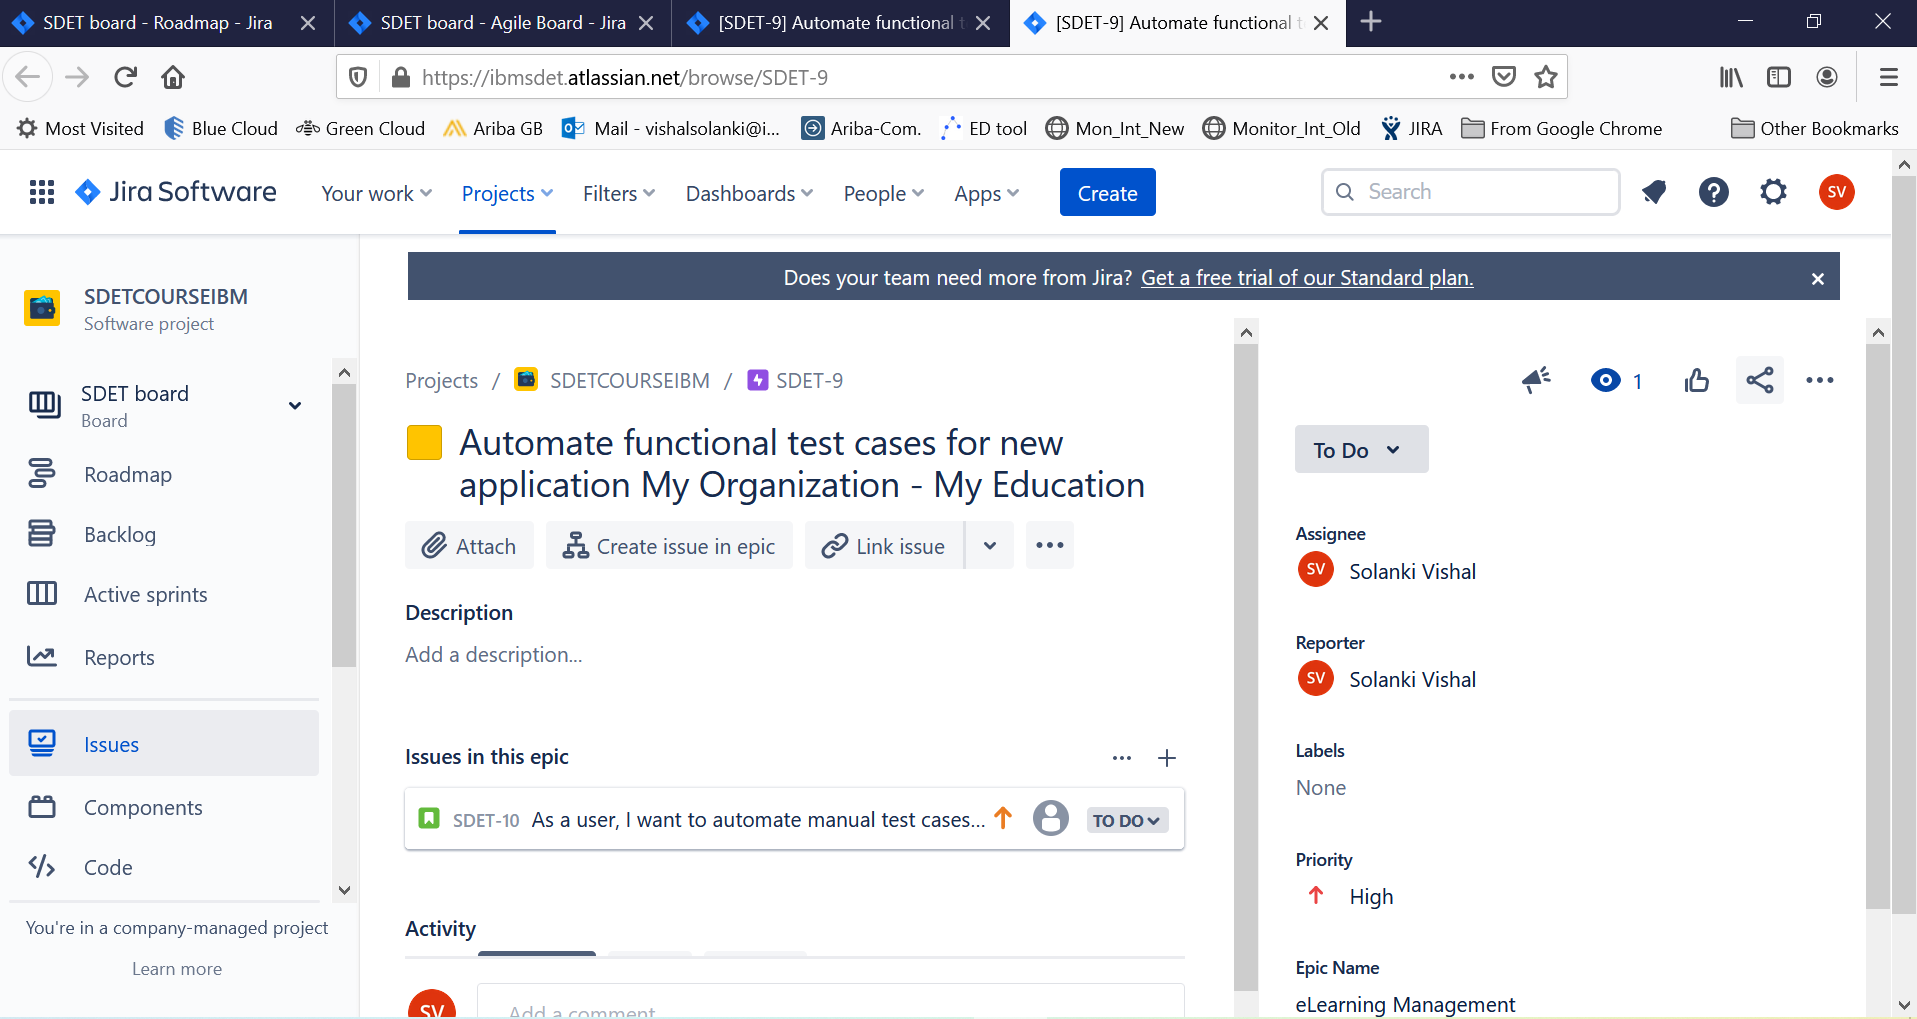 SDET board - Roadmap - Jira
SDET board - Agile Board - Jira
[SDET-9] Automate functional
[SDET-9] Automate functional
https://ibmsdet.atlassian.net/browse/SDET-9
Most Visited
Blue Cloud
Green Cloud
Ariba GB
Mail - vishalsolanki@i...
Ariba-Com.
ED tool
Mon_Int_New
Monitor_Int_Old
JIRA
From Google Chrome
Other Bookmarks
Jira Software
Your work
Projects
Filters
Dashboards
People
Apps
Create
Search
SV
Does your team need more from Jira? Get a free trial of our Standard plan.
SDETCOURSEIBM
Software project
SDET board
Board
Roadmap
Backlog
Active sprints
Reports
Issues
Components
Code
You're in a company-managed project
Learn more
Projects / SDETCOURSEIBM / SDET-9
Automate functional test cases for new
application My Organization - My Education
Attach
Create issue in epic
Link issue
Description
Add a description...
Issues in this epic
SDET-10 As a user, I want to automate manual test cases... TO DO
Activity
SV
Add a comment
1
To Do
Assignee
SV Solanki Vishal
Reporter
SV Solanki Vishal
Labels
None
Priority
High
Epic Name
eLearning Management